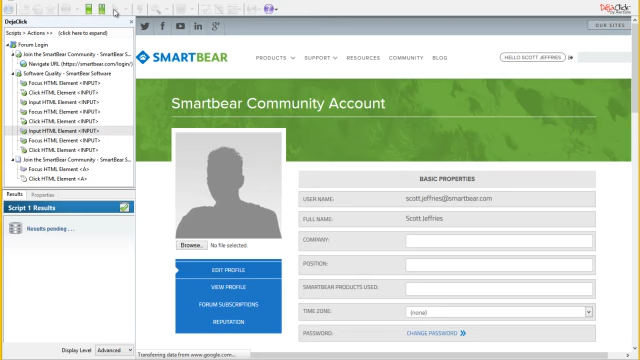 DejaClick
by AlertSite
DejaClick
Scripts > Actions >> (click here to expand)
Forum Login
Join the SmartBear Community - SmartBear S...
Navigate URL (https://smartbear.com/login/)
Software Quality - SmartBear Software
Focus HTML Element <INPUT>
Click HTML Element <INPUT>
Input HTML Element <INPUT>
Focus HTML Element <INPUT>
Click HTML Element <INPUT>
Input HTML Element <INPUT>
Focus HTML Element <INPUT>
Click HTML Element <INPUT>
Join the SmartBear Community - SmartBear S...
Focus HTML Element <A>
Click HTML Element <A>
Results Properties
Script 1 Results
Results pending . . .
Display Level Advanced
OUR SITES
SMARTBEAR
PRODUCTS SUPPORT RESOURCES COMMUNITY BLOG
HELLO SCOTT JEFFRIES
Smartbear Community Account
Browse.. No file selected.
EDIT PROFILE
VIEW PROFILE
FORUM SUBSCRIPTIONS
REPUTATION
BASIC PROPERTIES
USER NAME: scott.jeffries@smartbear.com
FULL NAME: Scott Jeffries
COMPANY:
POSITION:
SMARTBEAR PRODUCTS USED:
TIME ZONE: (none)
PASSWORD: CHANGE PASSWORD
Transferring data from www.google.com...